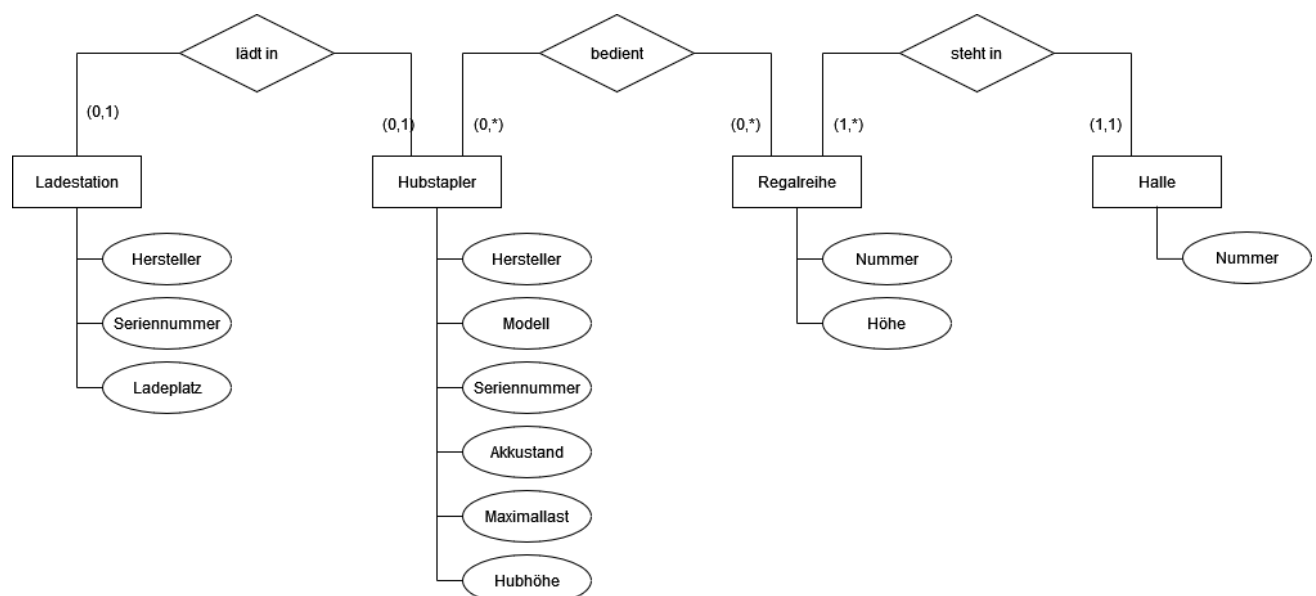 lädt in
bedient
steht in
(0,1)
(0,1)
(0,*)
(0,*)
(1,*)
(1,1)
Ladestation
Hubstapler
Regalreihe
Halle
Hersteller
Seriennummer
Ladeplatz
Hersteller
Modell
Seriennummer
Akkustand
Maximallast
Hubhöhe
Nummer
Höhe
Nummer